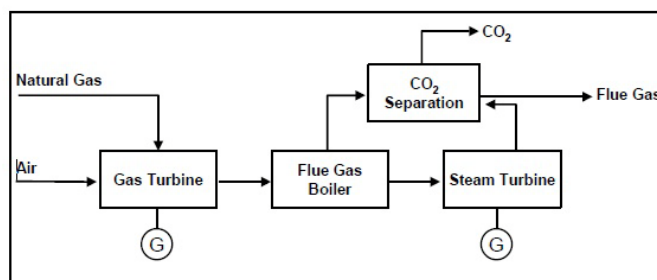 CO₂
Natural Gas
CO₂
Separation
Flue Gas
Air
Gas Turbine
Flue Gas
Boiler
Steam Turbine
G
G